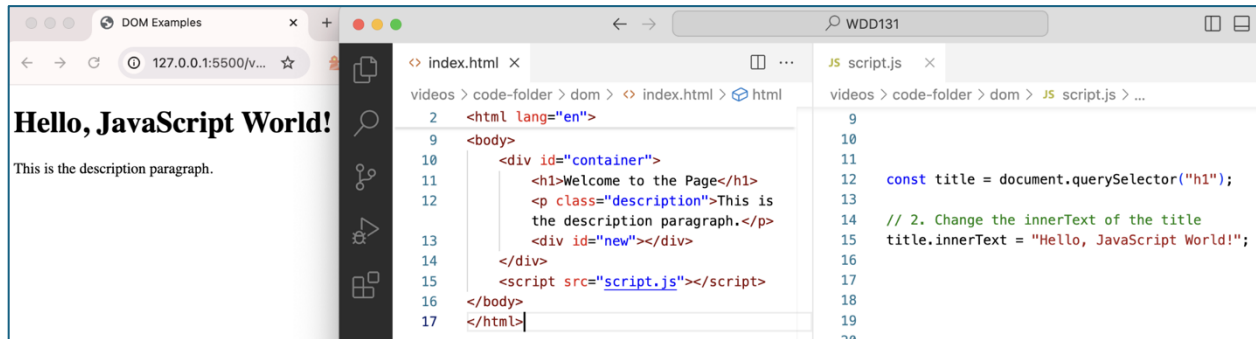 DOM Examples
127.0.0.1:5500/v...
Hello, JavaScript World!
This is the description paragraph.
WDD131
<> index.html
videos > code-folder > dom > <> index.html > html
2 <html lang="en">
9 <body>
10 <div id="container">
11 <h1>Welcome to the Page</h1>
12 <p class="description">This is
the description paragraph.</p>
13 <div id="new"></div>
14 </div>
15 <script src="script.js"></script>
16 </body>
17 </html>
JS script.js
videos > code-folder > dom > JS script.js > ...
9
10
11
12 const title = document.querySelector("h1");
13
14 // 2. Change the innerText of the title
15 title.innerText = "Hello, JavaScript World!";
16
17
18
19